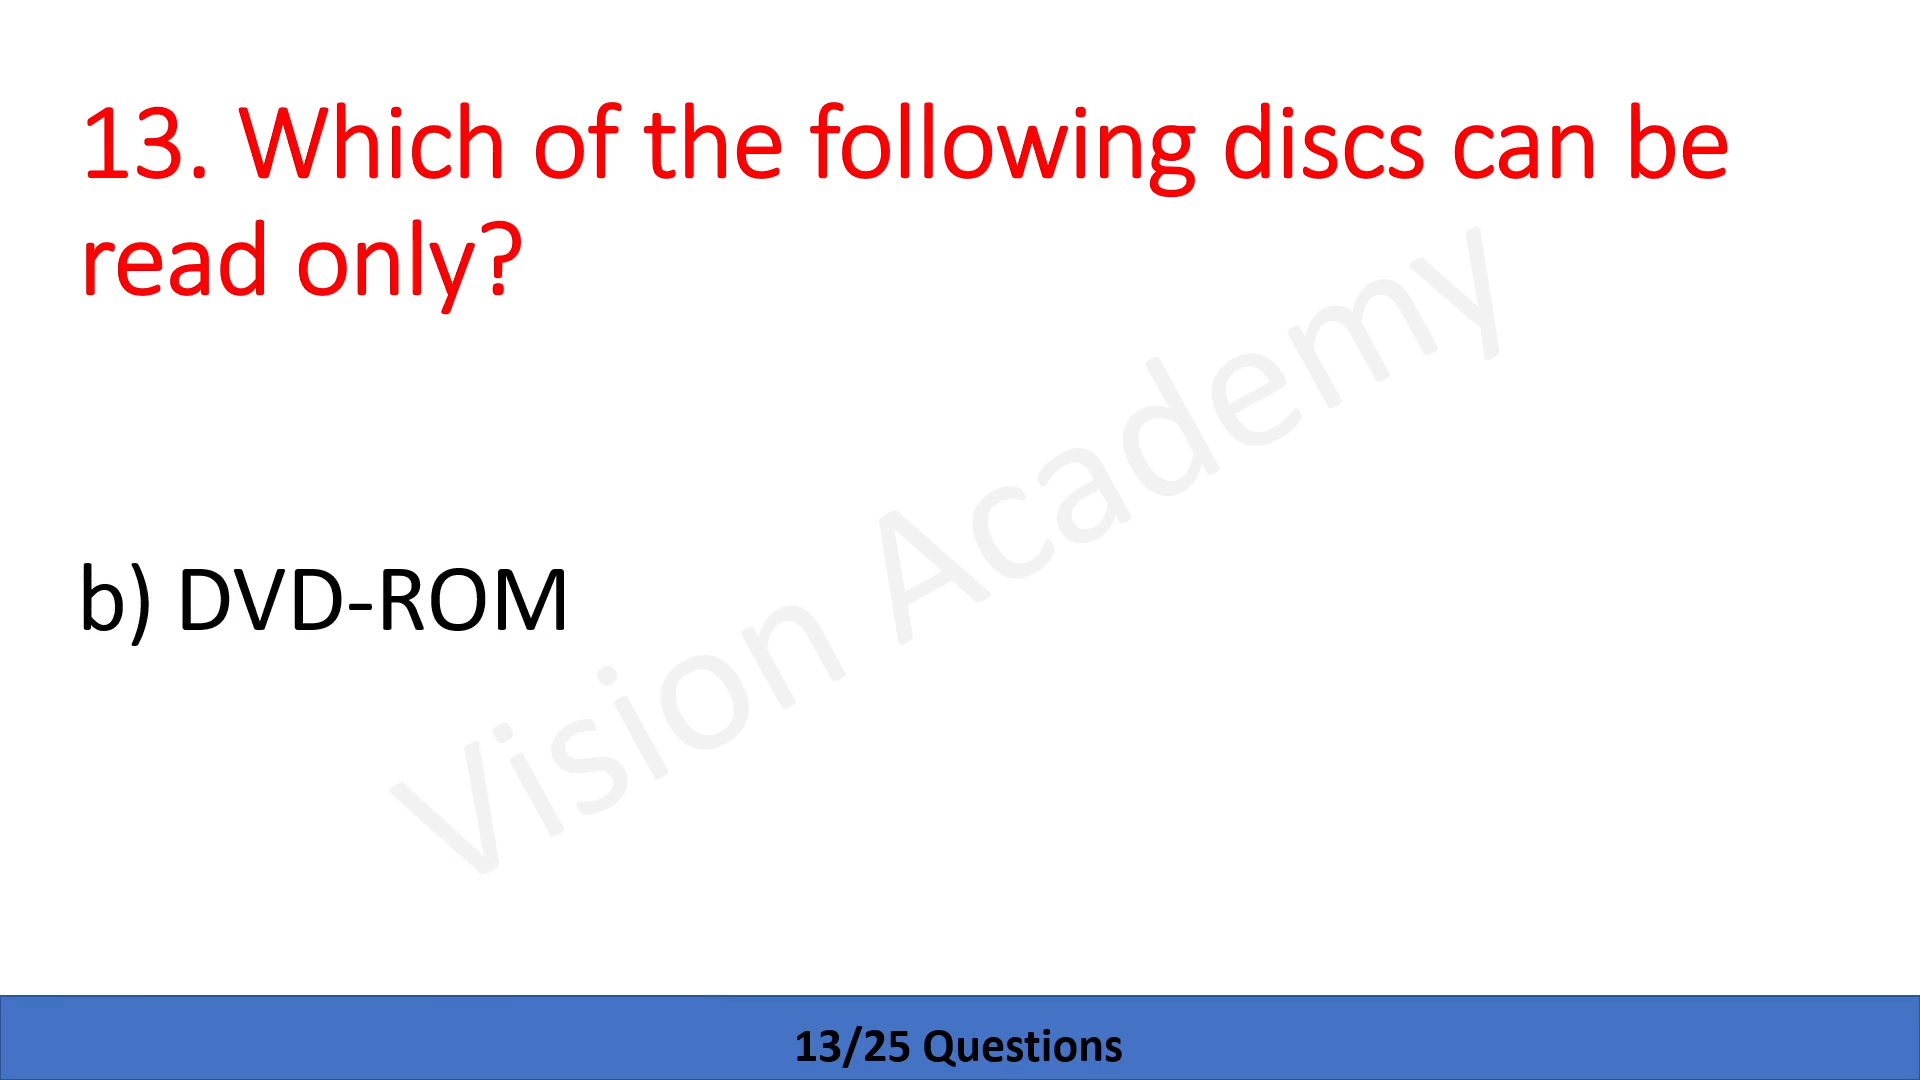 13. Which of the following discs can be
read only?
b) DVD-ROM
Vision Academy
13/25 Questions